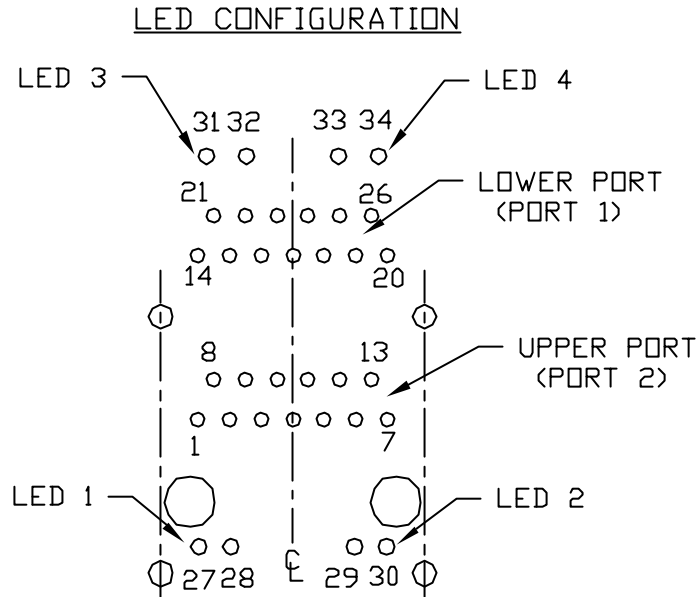 LED CONFIGURATION
LED 3
LED 4
31 32
33 34
21
26
LOWER PORT
(PORT 1)
14
20
8
13
UPPER PORT
(PORT 2)
1
7
LED 1
LED 2
27 28
℄
29 30